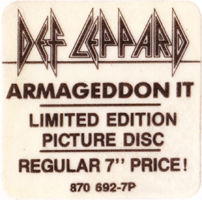 DEF LEPPARD
ARMAGEDDON IT
LIMITED EDITION
PICTURE DISC
REGULAR 7" PRICE!
870 692-7P